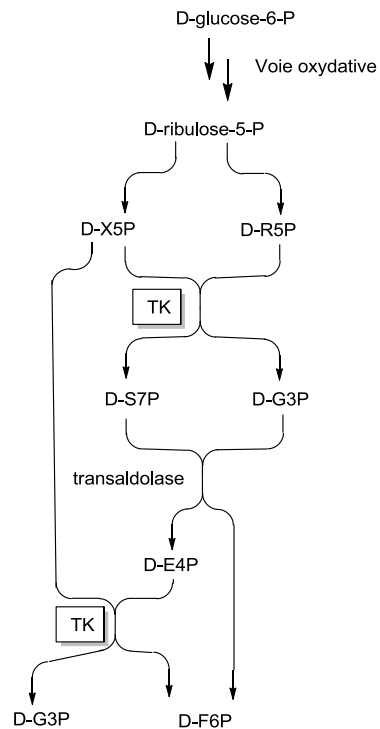 D-glucose-6-P
Voie oxydative
D-ribulose-5-P
D-X5P
D-R5P
TK
D-S7P
D-G3P
transaldolase
D-E4P
TK
D-G3P
D-F6P